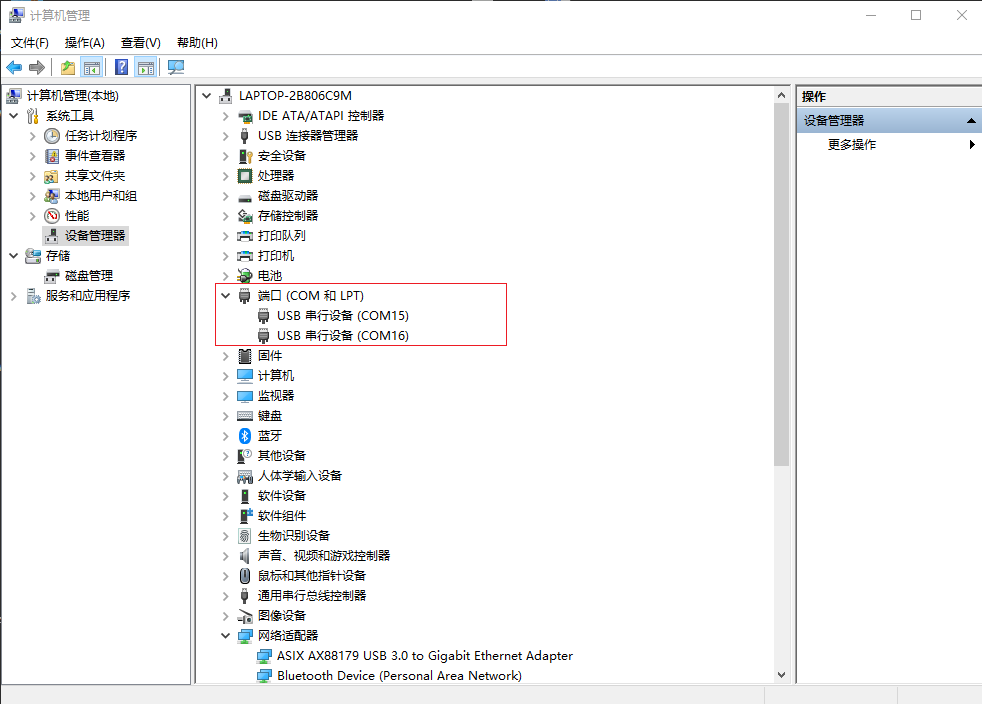 计算机管理
文件(F) 操作(A) 查看(V) 帮助(H)
计算机管理(本地)
系统工具
任务计划程序
事件查看器
共享文件夹
本地用户和组
性能
设备管理器
存储
磁盘管理
服务和应用程序
LAPTOP-2B806C9M
IDE ATA/ATAPI 控制器
USB 连接器管理器
安全设备
处理器
磁盘驱动器
存储控制器
打印队列
打印机
电池
端口 (COM 和 LPT)
USB 串行设备 (COM15)
USB 串行设备 (COM16)
固件
计算机
监视器
键盘
蓝牙
其他设备
人体学输入设备
软件设备
软件组件
生物识别设备
声音、视频和游戏控制器
鼠标和其他指针设备
通用串行总线控制器
图像设备
网络适配器
ASIX AX88179 USB 3.0 to Gigabit Ethernet Adapter
Bluetooth Device (Personal Area Network)
操作
设备管理器
更多操作